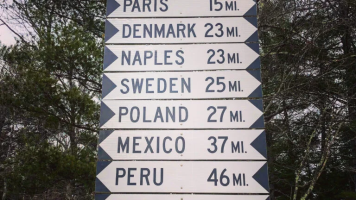 PARIS 15 MI.
DENMARK 23 MI.
NAPLES 23 MI.
SWEDEN 25 MI.
POLAND 27 MI.
MEXICO 37 MI.
PERU 46 MI.